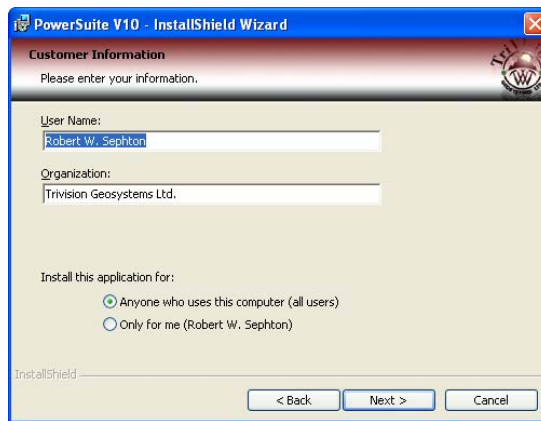 PowerSuite V10 - InstallShield Wizard
Customer Information
Please enter your information.
User Name:
Robert W. Sephton
Organization:
Trivision Geosystems Ltd.
Install this application for:
Anyone who uses this computer (all users)
Only for me (Robert W. Sephton)
InstallShield
< Back
Next >
Cancel